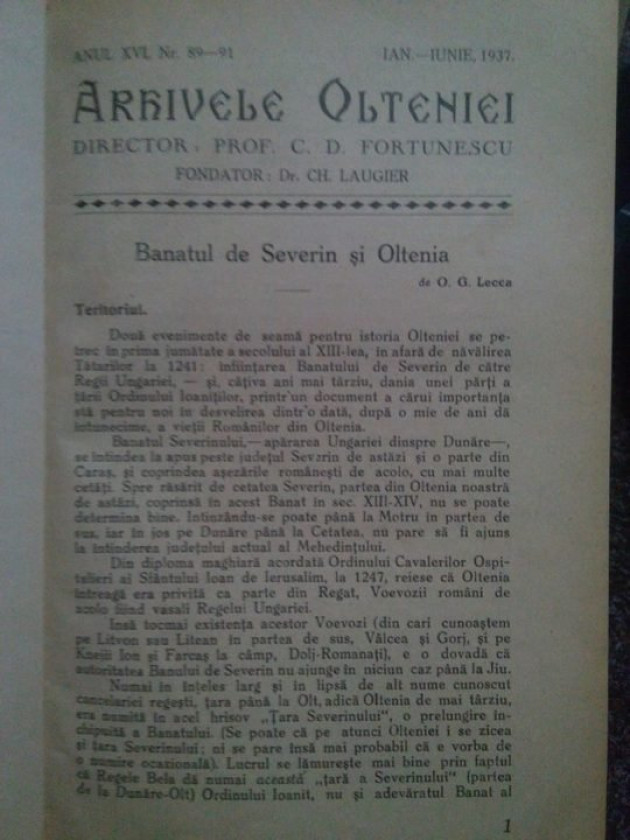 ANUL XVI. Nr. 89—91 IAN.—IUNIE, 1937.
ARHIVELE OLTENIEI
DIRECTOR: PROF. C. D. FORTUNESCU
FONDATOR: Dr. CH. LAUGIER
Banatul de Severin și Oltenia
de O. G. Lecca
Teritoriul.
Două evenimente de seamă pentru istoria Olteniei se pe-
trec în prima jumătate a secolului al XIII-lea, în afară de năvălirea
Tătarilor la 1241: înființarea Banatului de Severin de către
Regii Ungariei, — și, câțiva ani mai târziu, dania unei părți a
țării Ordinului Ioaniților, printr'un document a cărui importanța
stă pentru noi în desvelirea dintr'o dată, după o mie de ani dă
întunecime, a vieții Românilor din Oltenia.
Banatul Severinului,—apărarea Ungariei dinspre Dunăre—,
se întindea la apus peste județul Severin de astăzi și o parte din
Caraș, și coprindea așezările românești de acolo, cu mai multe
cetăți. Spre răsărit de cetatea Severin, partea din Oltenia noastră
de astăzi, coprinsă în acest Banat în sec. XIII-XIV, nu se poate
determina bine. Intinzându-se poate până la Motru în partea de
sus, iar în jos pe Dunăre până la Cetatea, nu pare să fi ajuns
la întinderea județului actual al Mehedințului.
Din diploma maghiară acordată Ordinului Cavalerilor Ospi-
talieri ai Sfântului Ioan de Ierusalim, la 1247, reiese că Oltenia
întreagă era privită ca parte din Regat, Voevozii români de
acolo fiind vasali Regelui Ungariei.
Insă tocmai existența acestor Voevozi (din cari cunoaștem
pe Litvon sau Litean în partea de sus, Vâlcea și Gorj, și pe
Kneiii Ion și Farcaș la câmp, Dolj-Romanați), e o dovadă că
autoritatea Banului de Severin nu ajunge în niciun caz până la Jiu.
Numai în înțeles larg și în lipsă de alt nume cunoscut
cancelariei regești, țara până la Olt, adică Oltenia de mai târziu,
era numită în acel hrisov „Țara Severinului", o prelungire în-
chipuită a Banatului. (Se poate că pe atunci Olteniei i se zicea
și țara Severinului; ni se pare însă mai probabil că e vorba de
o numire ocazională). Lucrul se lămurește mai bine prin faptul
că Regele Bela dă numai această „țară a Severinului" (partea
de la Dunăre-Olt) Ordinului Ioanit, nu și adevăratul Banat al
1